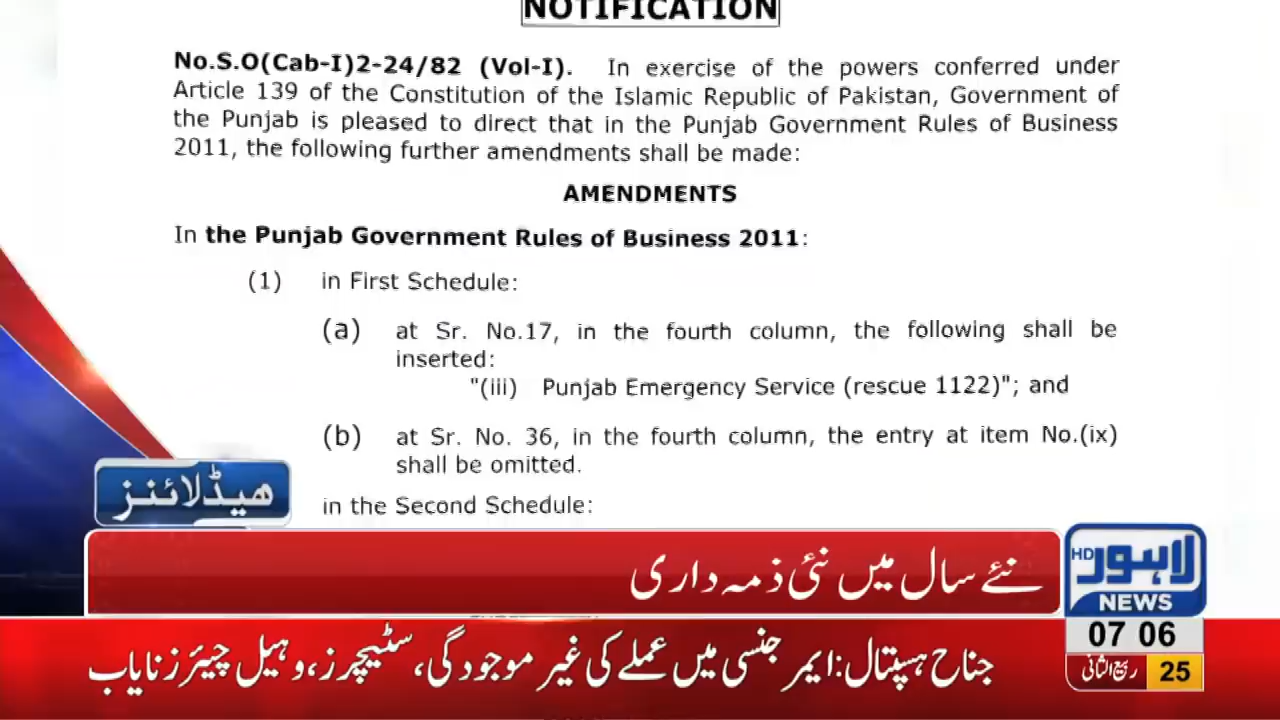 NOTIFICATION
No.S.O(Cab-I)2-24/82 (Vol-I). In exercise of the powers conferred under
Article 139 of the Constitution of the Islamic Republic of Pakistan, Government of
the Punjab is pleased to direct that in the Punjab Government Rules of Business
2011, the following further amendments shall be made:
AMENDMENTS
In the Punjab Government Rules of Business 2011:
(1) in First Schedule:
(a) at Sr. No.17, in the fourth column, the following shall be
inserted:
"(iii) Punjab Emergency Service (rescue 1122)"; and
(b) at Sr. No. 36, in the fourth column, the entry at item No.(ix)
shall be omitted.
in the Second Schedule:
ہیڈلائنز
نئے سال میں نئی ذمہ داری
HD لاہور
NEWS
07 06
جناح ہسپتال: ایمرجنسی میں عملے کی غیر موجودگی، سٹیچرز، وہیل چیئرز نایاب
25 ربیع الثانی